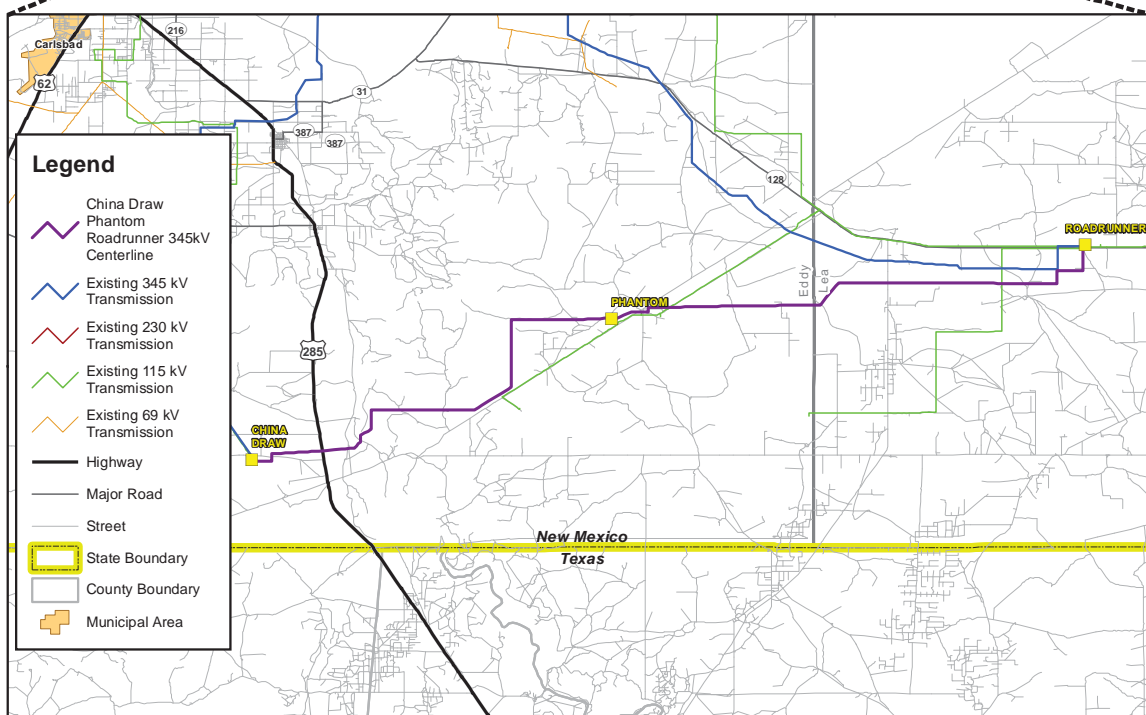 216
Carlsbad
62
31
387
387
128
ROADRUNNER
Eddy
Lea
PHANTOM
285
CHINA
DRAW
New Mexico
Texas
Legend
China Draw
Phantom
Roadrunner 345kV
Centerline
Existing 345 kV
Transmission
Existing 230 kV
Transmission
Existing 115 kV
Transmission
Existing 69 kV
Transmission
Highway
Major Road
Street
State Boundary
County Boundary
Municipal Area